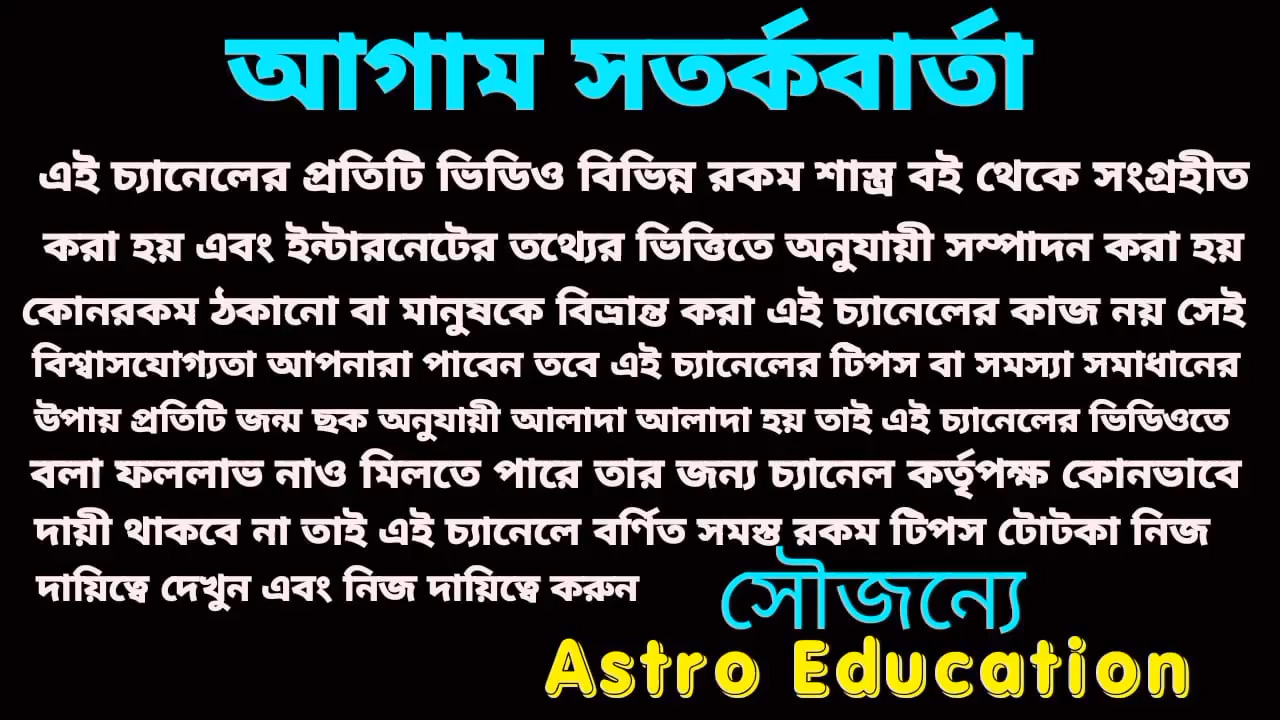 আগাম সতর্কবার্তা
এই চ্যানেলের প্রতিটি ভিডিও বিভিন্ন রকম শাস্ত্র বই থেকে সংগ্রহীত
করা হয় এবং ইন্টারনেটের তথ্যের ভিত্তিতে অনুযায়ী সম্পাদন করা হয়
কোনরকম ঠকানো বা মানুষকে বিভ্রান্ত করা এই চ্যানেলের কাজ নয় সেই
বিশ্বাসযোগ্যতা আপনারা পাবেন তবে এই চ্যানেলের টিপস বা সমস্যা সমাধানের
উপায় প্রতিটি জন্ম ছক অনুযায়ী আলাদা আলাদা হয় তাই এই চ্যানেলের ভিডিওতে
বলা ফললাভ নাও মিলতে পারে তার জন্য চ্যানেল কর্তৃপক্ষ কোনভাবে
দায়ী থাকবে না তাই এই চ্যানেলে বর্ণিত সমস্ত রকম টিপস টোটকা নিজ
দায়িত্বে দেখুন এবং নিজ দায়িত্বে করুন
সৌজন্যে
Astro Education